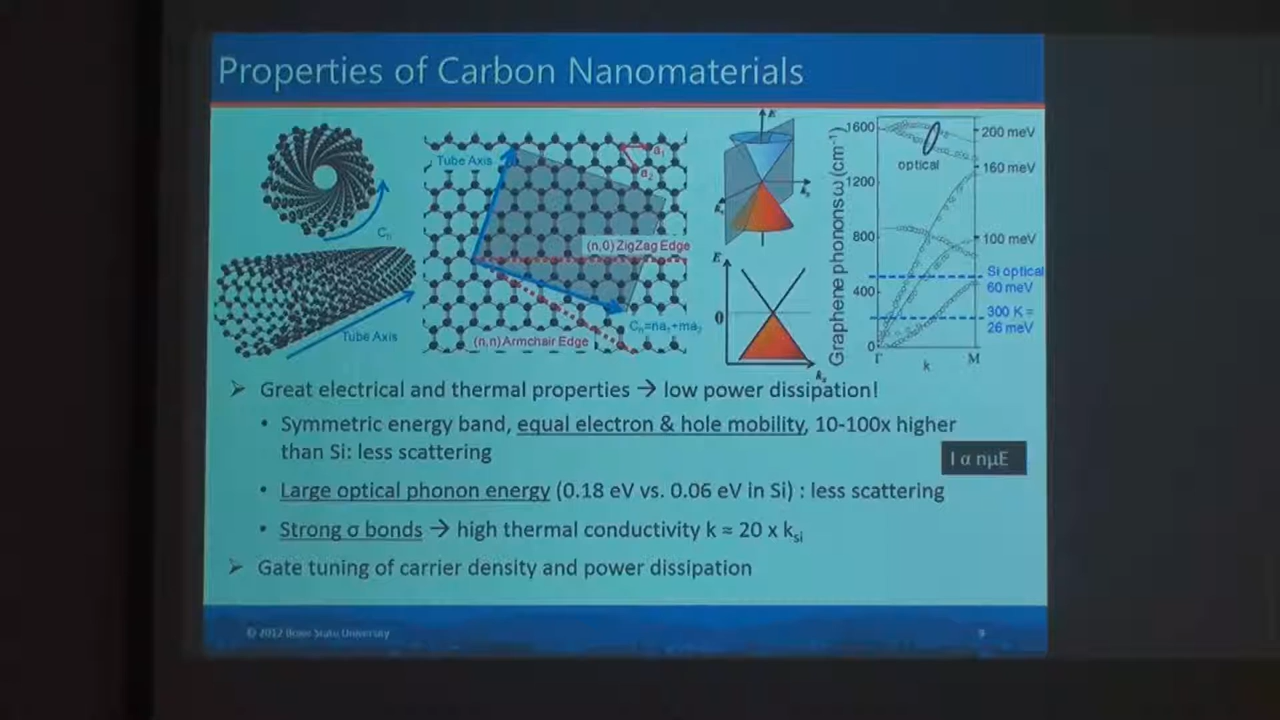 Properties of Carbon Nanomaterials
Cₕ
Tube Axis
Tube Axis
a₁
a₂
(n,0) ZigZag Edge
Cₕ=na₁+ma₂
(n,n) Armchair Edge
E
E
0
Graphene phonons ω (cm⁻¹)
1600
1200
800
400
0
optical
200 meV
160 meV
100 meV
Si optical
60 meV
300 K =
26 meV
Γ
k
M
➢ Great electrical and thermal properties → low power dissipation!
• Symmetric energy band, equal electron & hole mobility, 10-100x higher
than Si: less scattering
I α nμE
• Large optical phonon energy (0.18 eV vs. 0.06 eV in Si) : less scattering
• Strong σ bonds → high thermal conductivity k ≈ 20 x kSi
➢ Gate tuning of carrier density and power dissipation
© 2012 Boise State University
9